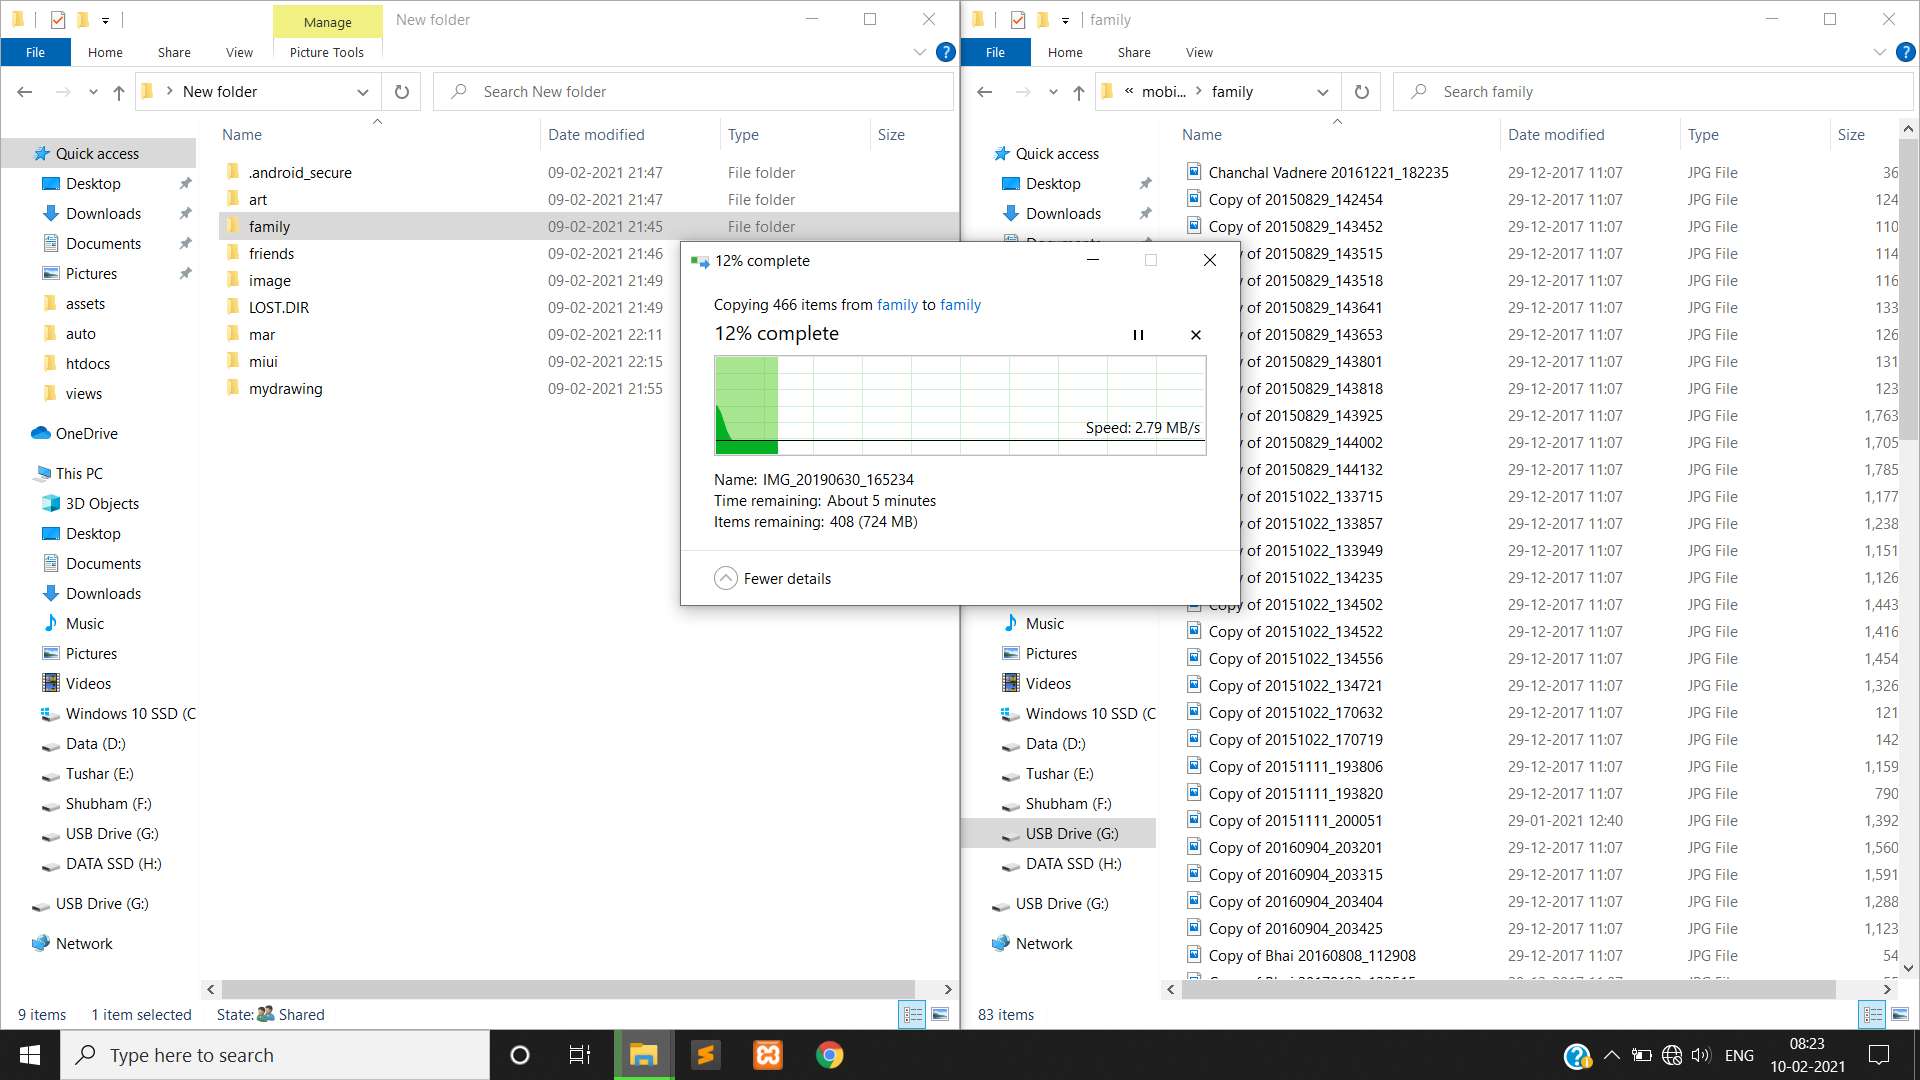 Manage
New folder
File
Home
Share
View
Picture Tools
New folder
Search New folder
Name
Date modified
Type
Size
Quick access
Desktop
Downloads
Documents
Pictures
assets
auto
htdocs
views
OneDrive
This PC
3D Objects
Desktop
Documents
Downloads
Music
Pictures
Videos
Windows 10 SSD (C
Data (D:)
Tushar (E:)
Shubham (F:)
USB Drive (G:)
DATA SSD (H:)
USB Drive (G:)
Network
.android_secure 09-02-2021 21:47 File folder
art 09-02-2021 21:47 File folder
family 09-02-2021 21:45 File folder
friends 09-02-2021 21:46
image 09-02-2021 21:49
LOST.DIR 09-02-2021 21:49
mar 09-02-2021 22:11
miui 09-02-2021 22:15
mydrawing 09-02-2021 21:55
9 items 1 item selected State: Shared
12% complete
Copying 466 items from family to family
12% complete
Speed: 2.79 MB/s
Name: IMG_20190630_165234
Time remaining: About 5 minutes
Items remaining: 408 (724 MB)
Fewer details
family
File
Home
Share
View
« mobi... family
Search family
Name
Date modified
Type
Size
Quick access
Desktop
Downloads
Music
Pictures
Videos
Windows 10 SSD (C
Data (D:)
Tushar (E:)
Shubham (F:)
USB Drive (G:)
DATA SSD (H:)
USB Drive (G:)
Network
Chanchal Vadnere 20161221_182235 29-12-2017 11:07 JPG File 36
Copy of 20150829_142454 29-12-2017 11:07 JPG File 124
Copy of 20150829_143452 29-12-2017 11:07 JPG File 110
of 20150829_143515 29-12-2017 11:07 JPG File 114
of 20150829_143518 29-12-2017 11:07 JPG File 116
of 20150829_143641 29-12-2017 11:07 JPG File 133
of 20150829_143653 29-12-2017 11:07 JPG File 126
of 20150829_143801 29-12-2017 11:07 JPG File 131
of 20150829_143818 29-12-2017 11:07 JPG File 123
of 20150829_143925 29-12-2017 11:07 JPG File 1,763
of 20150829_144002 29-12-2017 11:07 JPG File 1,705
of 20150829_144132 29-12-2017 11:07 JPG File 1,785
of 20151022_133715 29-12-2017 11:07 JPG File 1,177
of 20151022_133857 29-12-2017 11:07 JPG File 1,238
of 20151022_133949 29-12-2017 11:07 JPG File 1,151
of 20151022_134235 29-12-2017 11:07 JPG File 1,126
Copy of 20151022_134502 29-12-2017 11:07 JPG File 1,443
Copy of 20151022_134522 29-12-2017 11:07 JPG File 1,416
Copy of 20151022_134556 29-12-2017 11:07 JPG File 1,454
Copy of 20151022_134721 29-12-2017 11:07 JPG File 1,326
Copy of 20151022_170632 29-12-2017 11:07 JPG File 121
Copy of 20151022_170719 29-12-2017 11:07 JPG File 142
Copy of 20151111_193806 29-12-2017 11:07 JPG File 1,159
Copy of 20151111_193820 29-12-2017 11:07 JPG File 790
Copy of 20151111_200051 29-01-2021 12:40 JPG File 1,392
Copy of 20160904_203201 29-12-2017 11:07 JPG File 1,560
Copy of 20160904_203315 29-12-2017 11:07 JPG File 1,591
Copy of 20160904_203404 29-12-2017 11:07 JPG File 1,288
Copy of 20160904_203425 29-12-2017 11:07 JPG File 1,123
Copy of Bhai 20160808_112908 29-12-2017 11:07 JPG File 54
83 items
Type here to search
ENG
08:23
10-02-2021